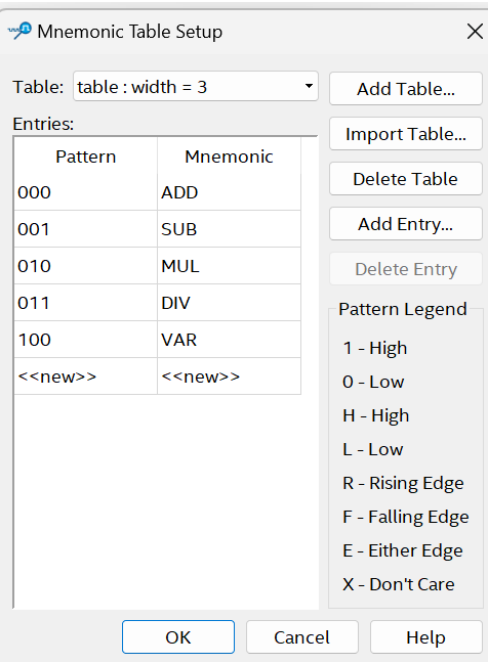 Mnemonic Table Setup
Table: table : width = 3
Add Table...
Entries:
Import Table...
Pattern Mnemonic
Delete Table
000 ADD
001 SUB
Add Entry...
010 MUL
Delete Entry
011 DIV
Pattern Legend
100 VAR
1 - High
<<new>> <<new>>
0 - Low
H - High
L - Low
R - Rising Edge
F - Falling Edge
E - Either Edge
X - Don't Care
OK Cancel Help